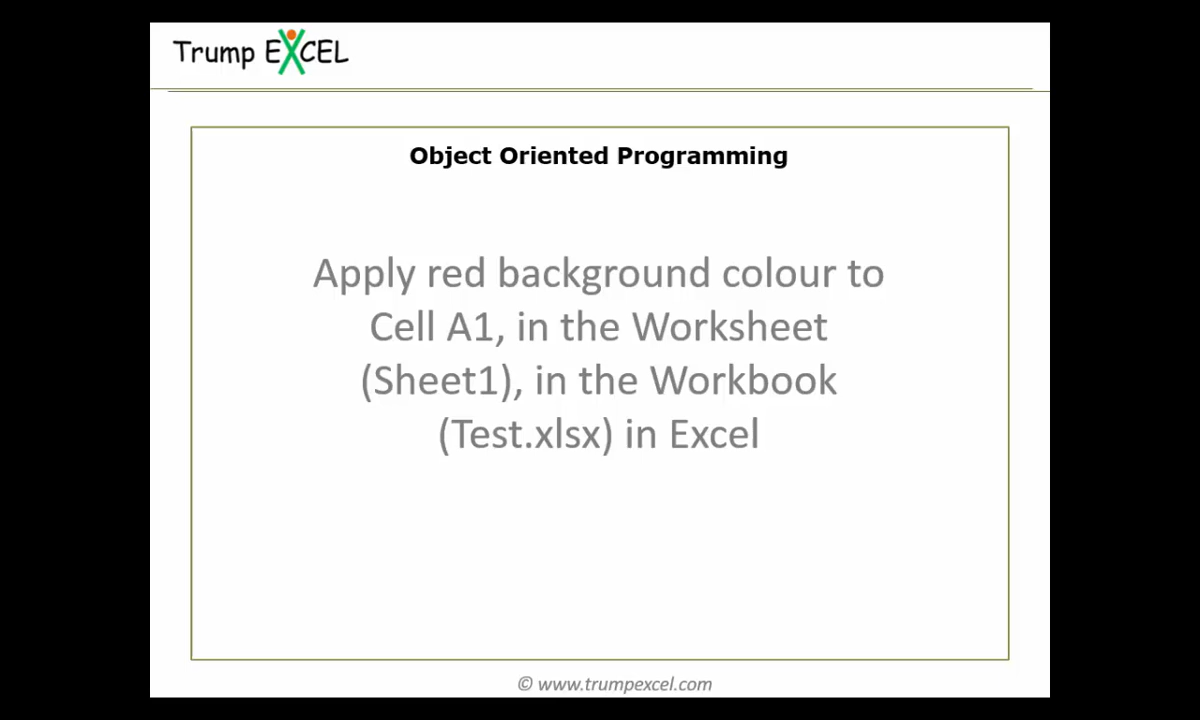 Trump EXCEL
Object Oriented Programming
Apply red background colour to
Cell A1, in the Worksheet
(Sheet1), in the Workbook
(Test.xlsx) in Excel
© www.trumpexcel.com